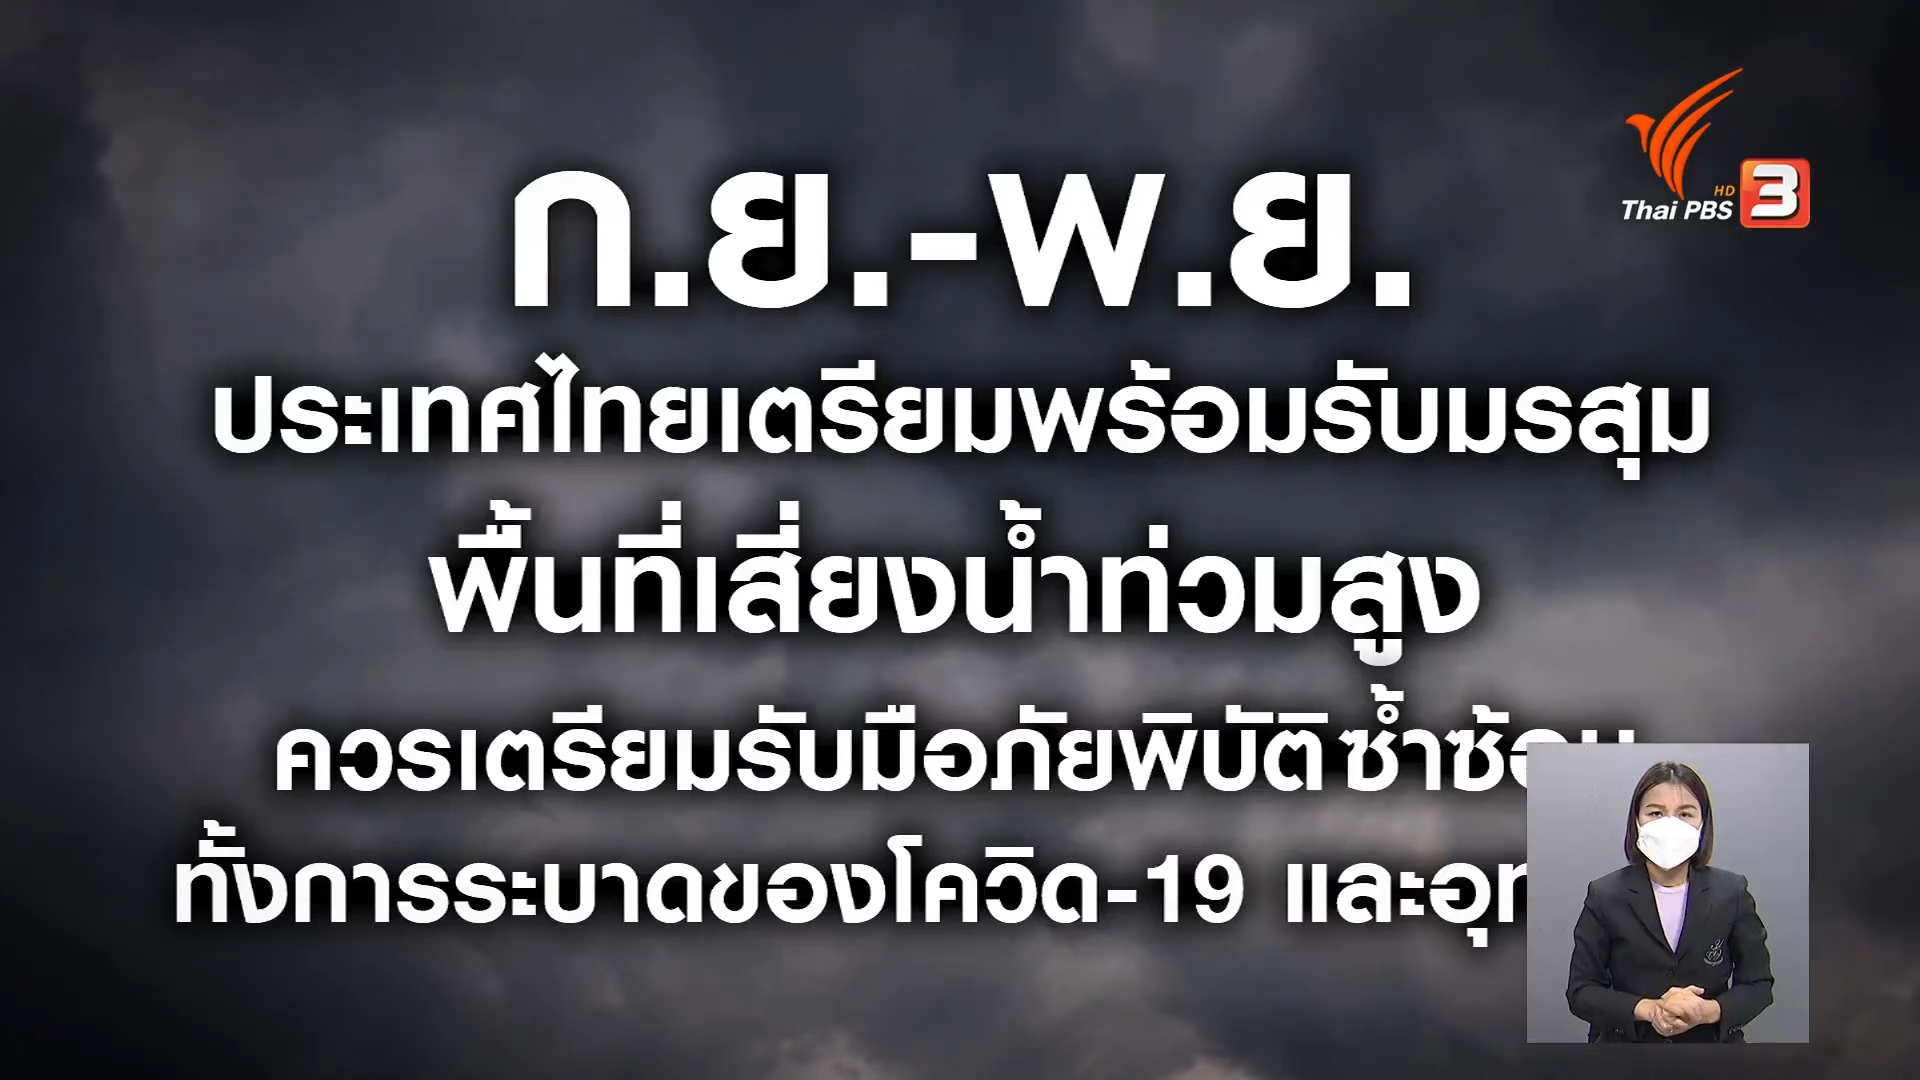 ก.ย.-พ.ย.
ประเทศไทยเตรียมพร้อมรับมรสุม
พื้นที่เสี่ยงน้ำท่วมสูง
ควรเตรียมรับมือภัยพิบัติซ้ำซ้อน
ทั้งการระบาดของโควิด-19 และ
HD
Thai PBS 3